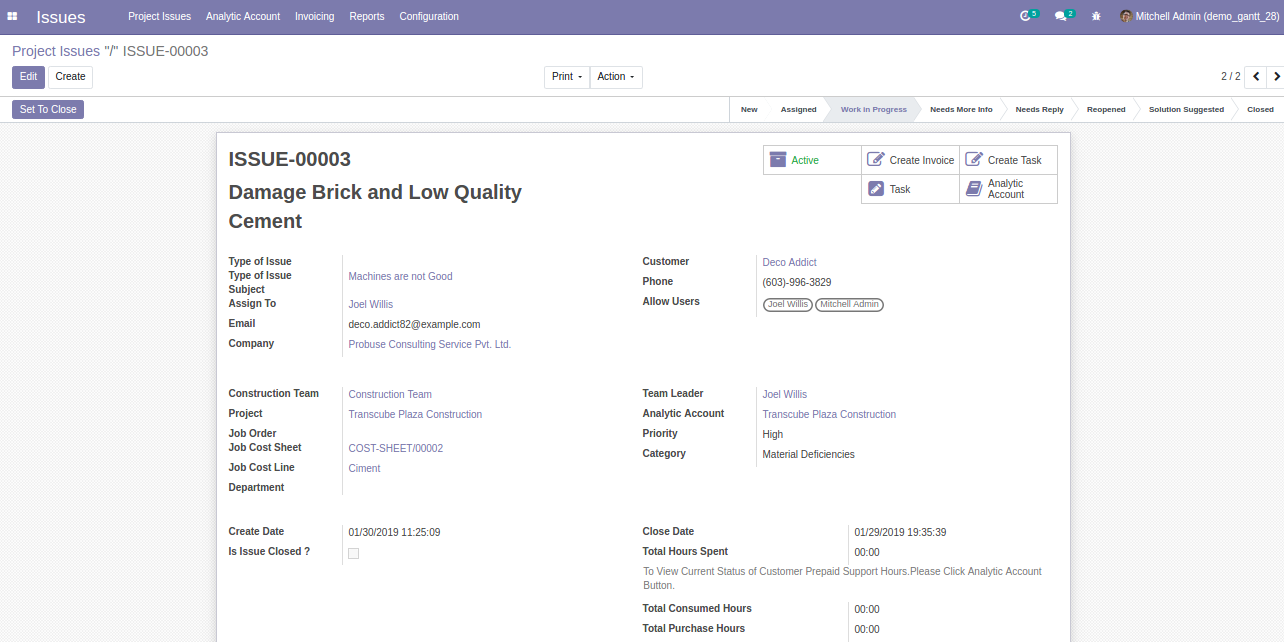 Issues Project Issues Analytic Account Invoicing Reports Configuration 5 2 Mitchell Admin (demo_gantt_28)
Project Issues "/" ISSUE-00003
Edit Create Print Action 2 / 2
Set To Close New Assigned Work in Progress Needs More Info Needs Reply Reopened Solution Suggested Closed
ISSUE-00003
Active Create Invoice Create Task
Damage Brick and Low Quality
Cement
Task Analytic
Account
Type of Issue
Type of Issue Machines are not Good
Subject
Assign To Joel Willis
Email deco.addict82@example.com
Company Probuse Consulting Service Pvt. Ltd.
Customer Deco Addict
Phone (603)-996-3829
Allow Users Joel Willis Mitchell Admin
Construction Team Construction Team
Project Transcube Plaza Construction
Job Order
Job Cost Sheet COST-SHEET/00002
Job Cost Line Ciment
Department
Team Leader Joel Willis
Analytic Account Transcube Plaza Construction
Priority High
Category Material Deficiencies
Create Date 01/30/2019 11:25:09
Is Issue Closed ?
Close Date 01/29/2019 19:35:39
Total Hours Spent 00:00
To View Current Status of Customer Prepaid Support Hours.Please Click Analytic Account
Button.
Total Consumed Hours 00:00
Total Purchase Hours 00:00